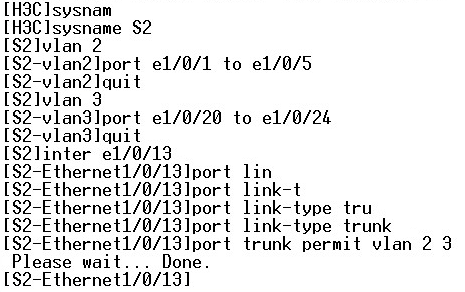 [H3C]sysnam
[H3C]sysname S2
[S2]vlan 2
[S2-vlan2]port e1/0/1 to e1/0/5
[S2-vlan2]quit
[S2]vlan 3
[S2-vlan3]port e1/0/20 to e1/0/24
[S2-vlan3]quit
[S2]inter e1/0/13
[S2-Ethernet1/0/13]port lin
[S2-Ethernet1/0/13]port link-t
[S2-Ethernet1/0/13]port link-type tru
[S2-Ethernet1/0/13]port link-type trunk
[S2-Ethernet1/0/13]port trunk permit vlan 2 3
 Please wait... Done.
[S2-Ethernet1/0/13]